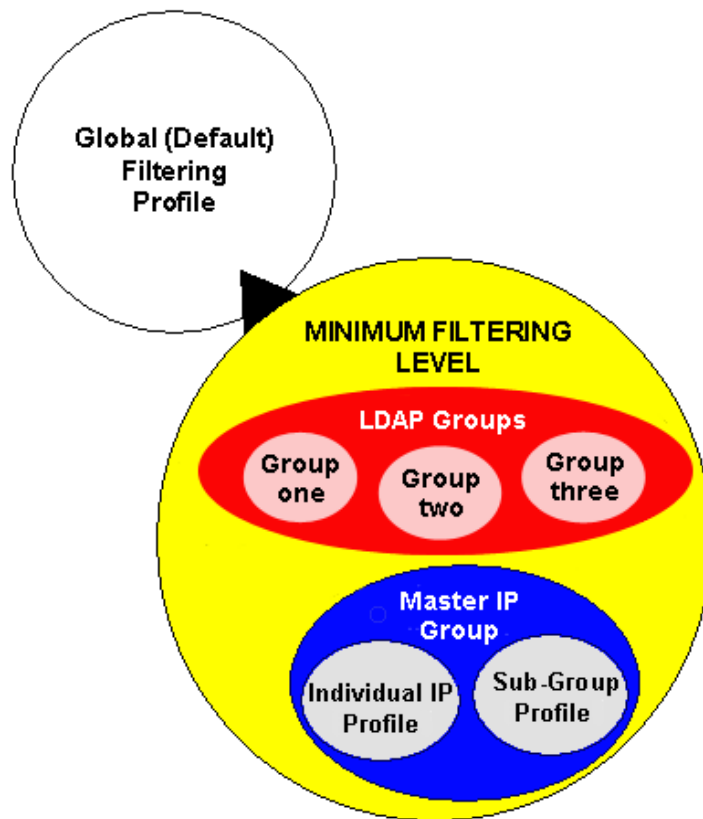 Global (Default)
Filtering
Profile
MINIMUM FILTERING
LEVEL
LDAP Groups
Group
one
Group
two
Group
three
Master IP
Group
Individual IP
Profile
Sub-Group
Profile